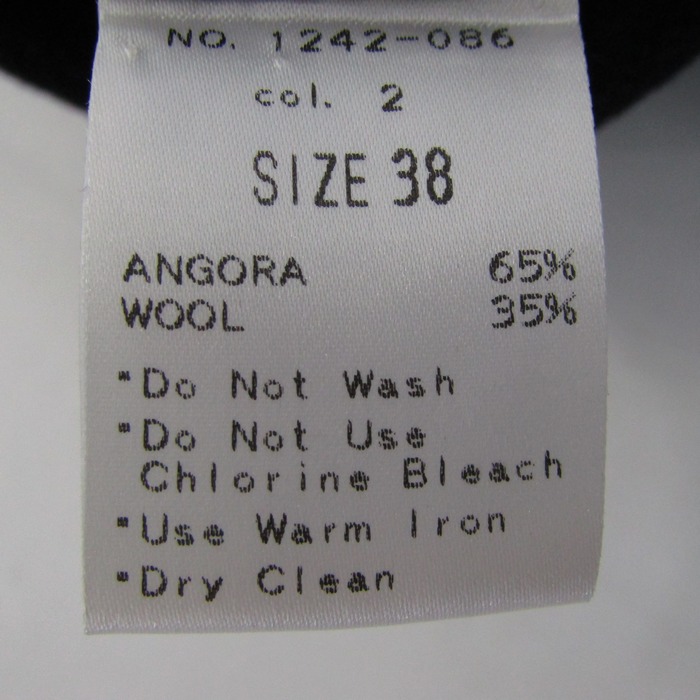 NO. 1242-086
col. 2
SIZE 38
ANGORA 65%
WOOL 35%
*Do Not Wash
*Do Not Use
Chlorine Bleach
*Use Warm Iron
*Dry Clean